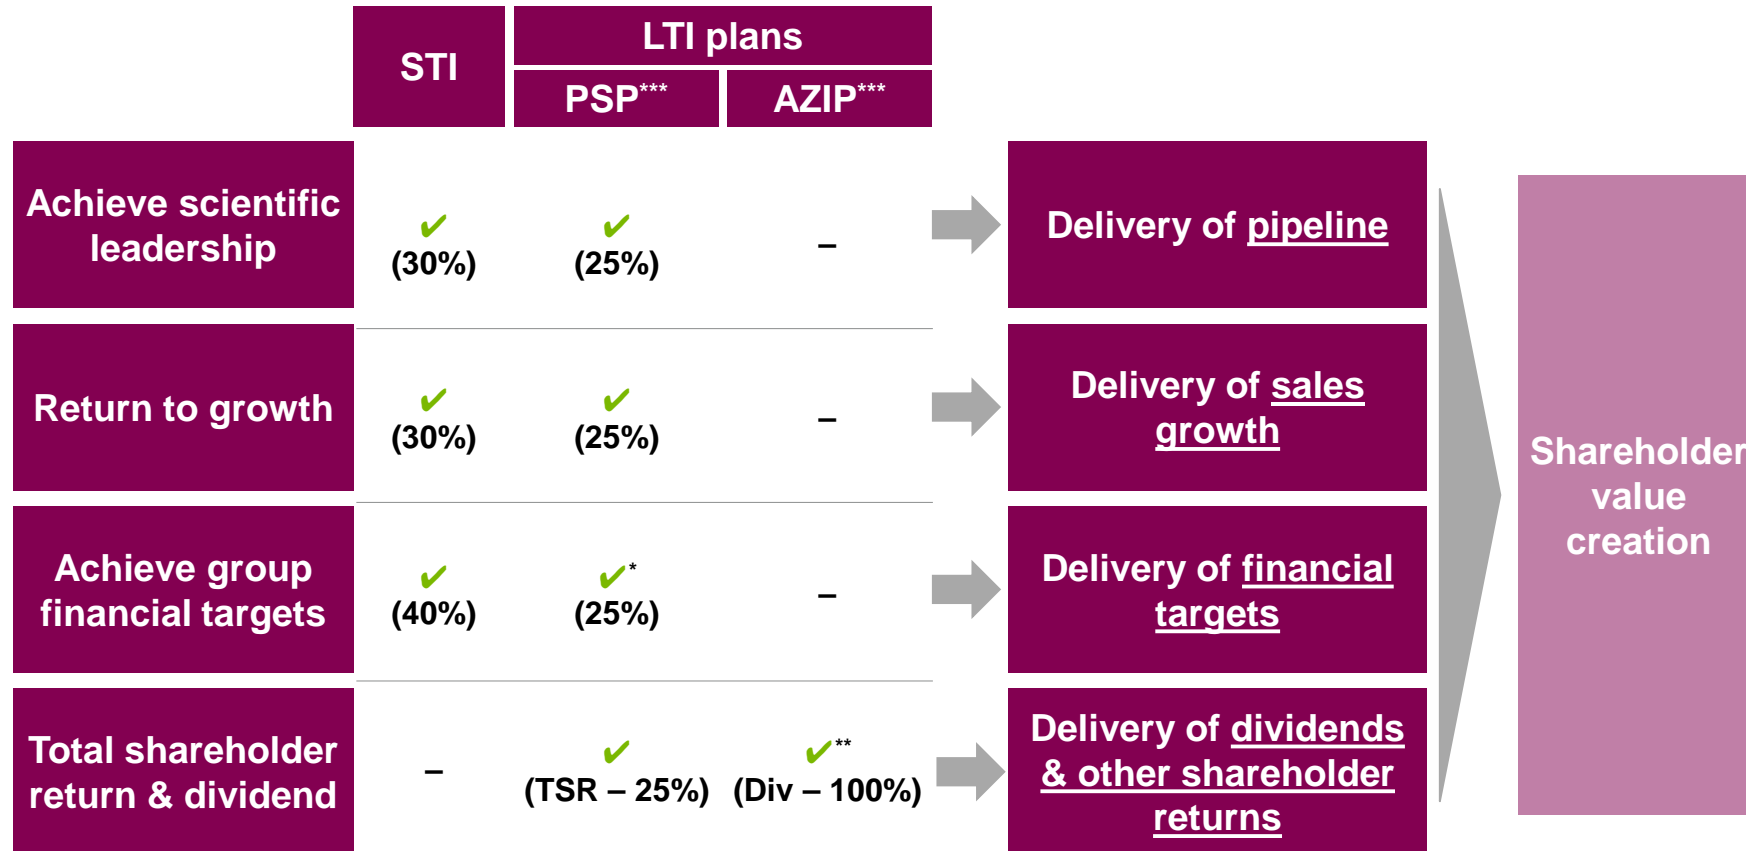 STI
LTI plans
PSP***
AZIP***
Achieve scientific
leadership
✔
(30%)
✔
(25%)
–
Delivery of pipeline
Return to growth
✔
(30%)
✔
(25%)
–
Delivery of sales
growth
Achieve group
financial targets
✔
(40%)
✔*
(25%)
–
Delivery of financial
targets
Total shareholder
return & dividend
–
✔
(TSR – 25%)
✔**
(Div – 100%)
Delivery of dividends
& other shareholder
returns
Shareholder
value
creation